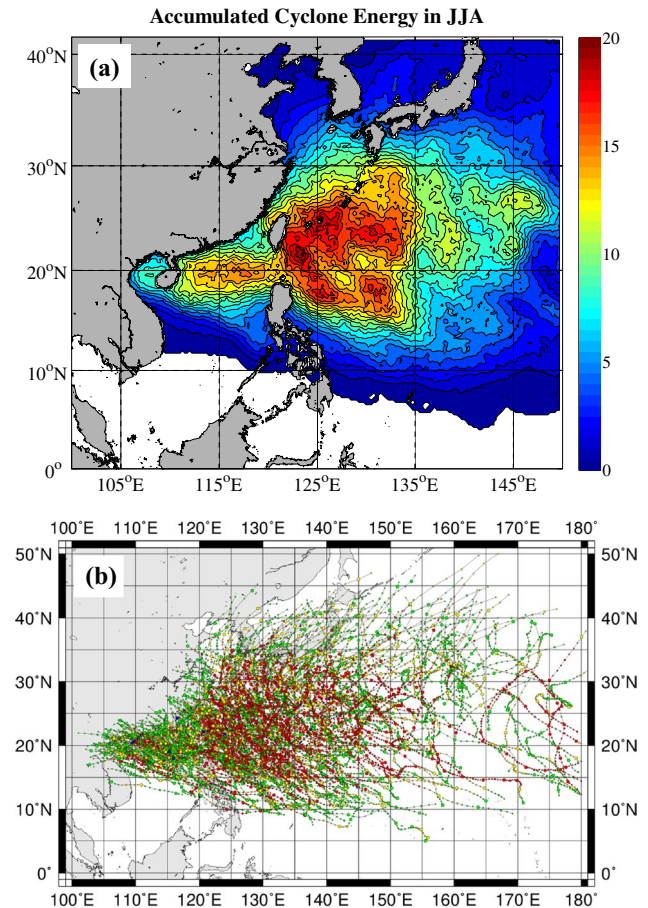 Accumulated Cyclone Energy in JJA
(a)
40°N
30°N
20°N
10°N
0°
105°E 115°E 125°E 135°E 145°E
20
15
10
5
0
100°E 110°E 120°E 130°E 140°E 150°E 160°E 170°E 180°
(b)
50°N 50°N
40°N 40°N
30°N 30°N
20°N 20°N
10°N 10°N
0° 0°
100°E 110°E 120°E 130°E 140°E 150°E 160°E 170°E 180°